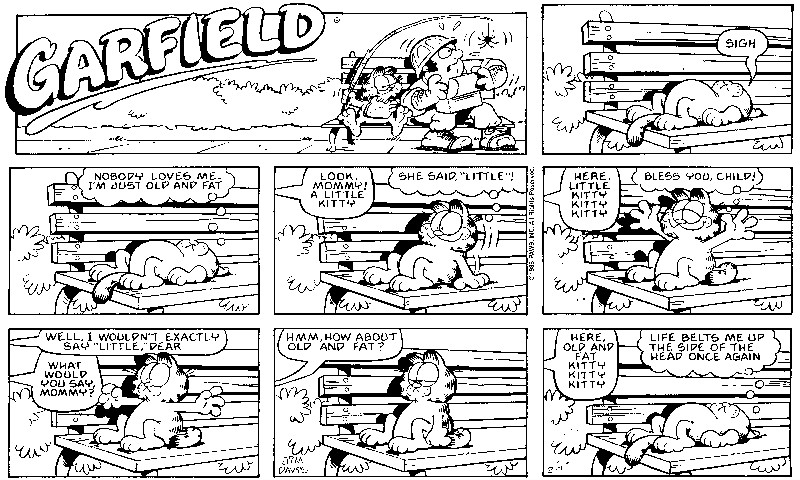 GARFIELD
SIGH
NOBODY LOVES ME.
I'M JUST OLD AND FAT
LOOK,
MOMMY!
A LITTLE
KITTY
SHE SAID, "LITTLE"!
HERE,
LITTLE
KITTY
KITTY
KITTY
BLESS YOU, CHILD!
WELL, I WOULDN'T EXACTLY
SAY "LITTLE," DEAR
WHAT
WOULD
YOU SAY,
MOMMY?
HMM, HOW ABOUT
OLD AND FAT?
JIM
DAVIS
HERE,
OLD AND
FAT
KITTY
KITTY
KITTY
LIFE BELTS ME UP
THE SIDE OF THE
HEAD ONCE AGAIN